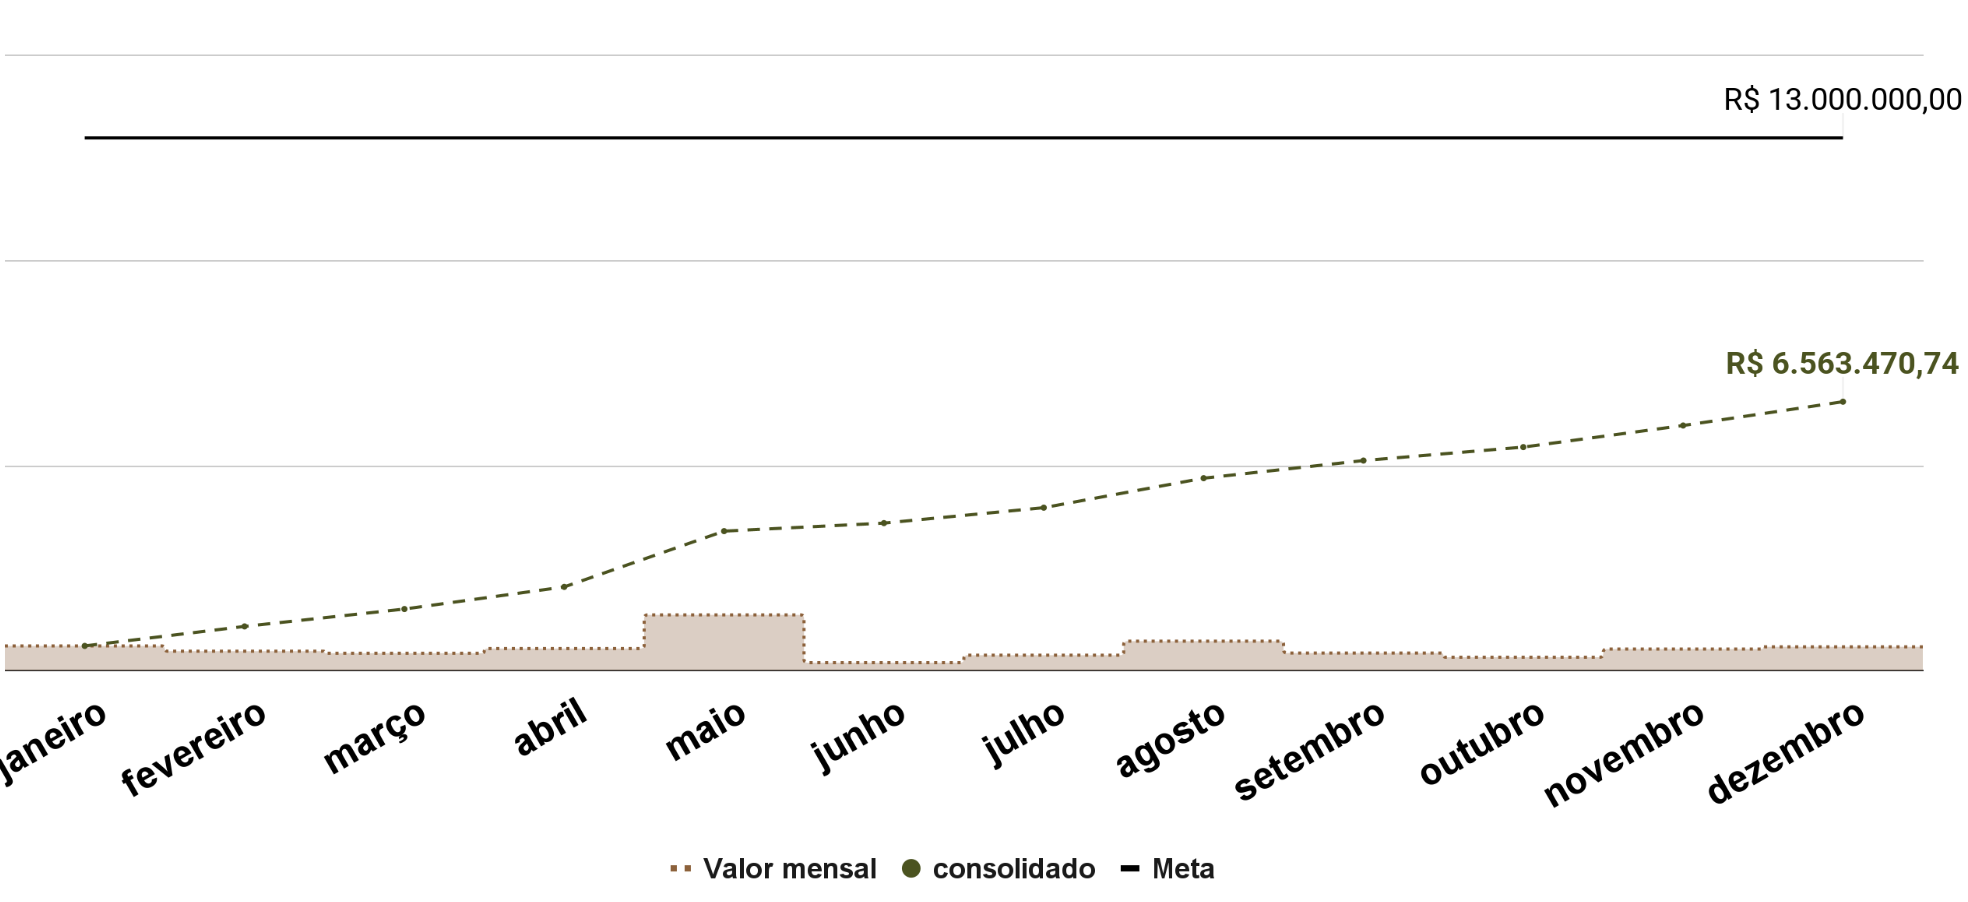 R$ 13.000.000,00
R$ 6.563.470,74
janeiro
fevereiro
março
abril
maio
junho
julho
agosto
setembro
outubro
novembro
dezembro
Valor mensal
consolidado
Meta